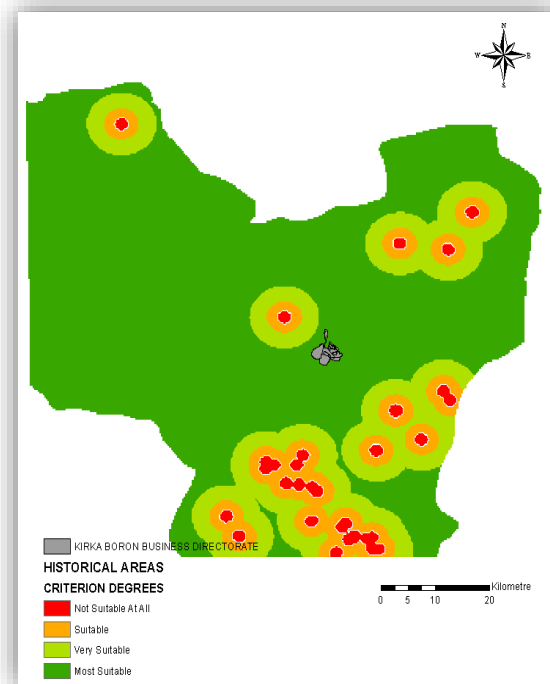 N
W E
S
KIRKA BORON BUSINESS DIRECTORATE
HISTORICAL AREAS
CRITERION DEGREES
Not Suitable At All
Suitable
Very Suitable
Most Suitable
Kilometre
0 5 10 20